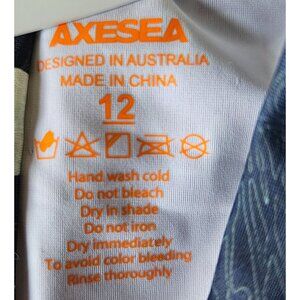 AXESEA
DESIGNED IN AUSTRALIA
MADE IN CHINA
12
Hand wash cold
Do not bleach
Dry in shade
Do not iron
Dry immediately
To avoid color bleeding
Rinse thoroughly